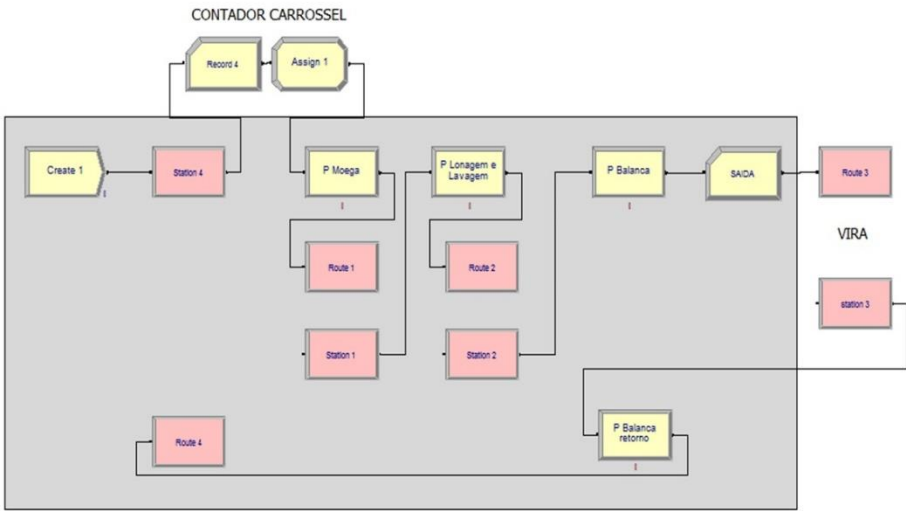 CONTADOR CARROSSEL
Record 4
Assign 1
Create 1
Station 4
P Moega
P Lonagem e
Lavagem
P Balanca
SAIDA
Route 3
VIRA
Route 1
Route 2
station 3
Station 1
Station 2
Route 4
P Balanca
retorno